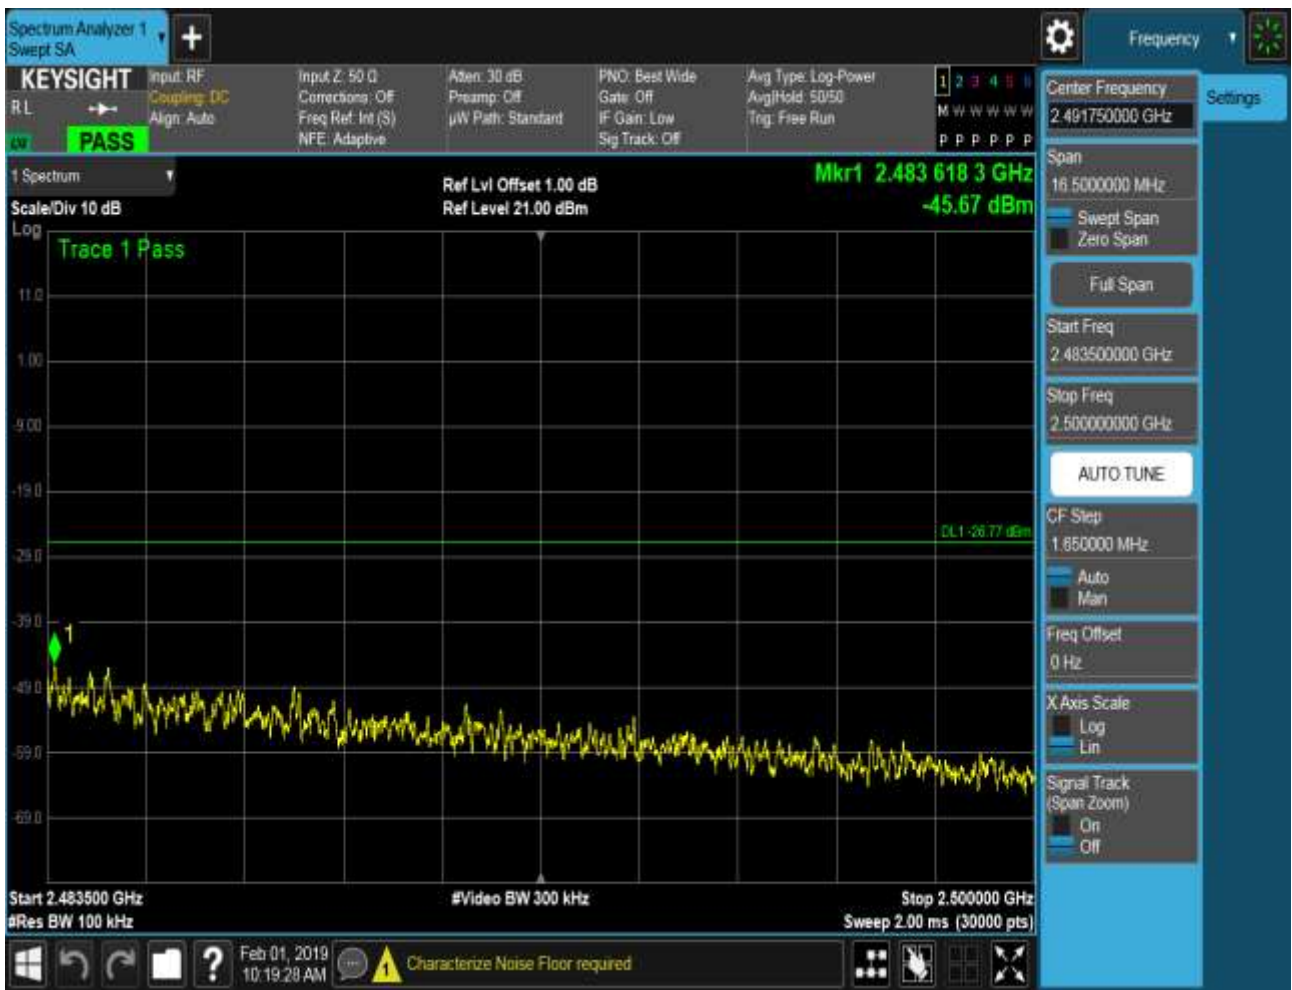 Spectrum Analyzer 1
Swept SA
+
Frequency
KEYSIGHT
R L
PASS
Input: RF
Coupling: DC
Align: Auto
Input Z: 50 Ω
Corrections: Off
Freq Ref: Int (S)
NFE: Adaptive
Atten: 30 dB
Preamp: Off
µW Path: Standard
PNO: Best Wide
Gate: Off
IF Gain: Low
Sig Track: Off
Avg Type: Log-Power
Avg|Hold: 50/50
Trig: Free Run
1 2 3 4 5 6
M W W W W W
P P P P P P
1 Spectrum
Scale/Div 10 dB
Ref Lvl Offset 1.00 dB
Ref Level 21.00 dBm
Mkr1 2.483 618 3 GHz
-45.67 dBm
Log
Trace 1 Pass
11.0
1.00
-9.00
-19.0
DL1 -26.77 dBm
-29.0
-39.0
1
-49.0
-59.0
-69.0
Start 2.483500 GHz
#Video BW 300 kHz
Stop 2.500000 GHz
#Res BW 100 kHz
Sweep 2.00 ms (30000 pts)
Center Frequency
2.491750000 GHz
Settings
Span
16.5000000 MHz
Swept Span
Zero Span
Full Span
Start Freq
2.483500000 GHz
Stop Freq
2.500000000 GHz
AUTO TUNE
CF Step
1.650000 MHz
Auto
Man
Freq Offset
0 Hz
X Axis Scale
Log
Lin
Signal Track
(Span Zoom)
On
Off
?
Feb 01, 2019
10:19:28 AM
1
Characterize Noise Floor required